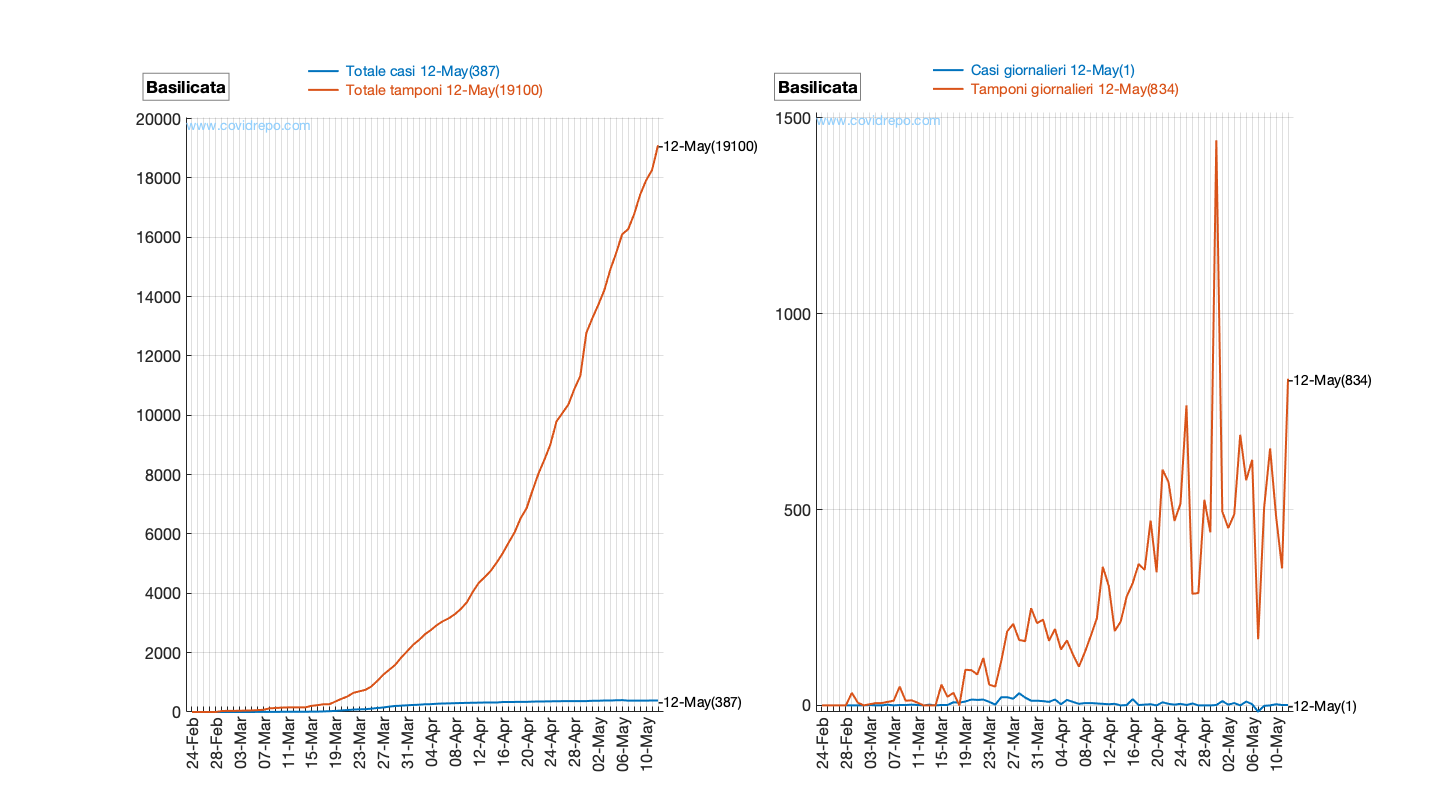 Basilicata
Totale casi 12-May(387)
Totale tamponi 12-May(19100)
www.covidrepo.com
20000
18000
16000
14000
12000
10000
8000
6000
4000
2000
0
12-May(19100)
12-May(387)
24-Feb
28-Feb
03-Mar
07-Mar
11-Mar
15-Mar
19-Mar
23-Mar
27-Mar
31-Mar
04-Apr
08-Apr
12-Apr
16-Apr
20-Apr
24-Apr
28-Apr
02-May
06-May
10-May
Basilicata
Casi giornalieri 12-May(1)
Tamponi giornalieri 12-May(834)
www.covidrepo.com
1500
1000
500
0
12-May(834)
12-May(1)
24-Feb
28-Feb
03-Mar
07-Mar
11-Mar
15-Mar
19-Mar
23-Mar
27-Mar
31-Mar
04-Apr
08-Apr
12-Apr
16-Apr
20-Apr
24-Apr
28-Apr
02-May
06-May
10-May